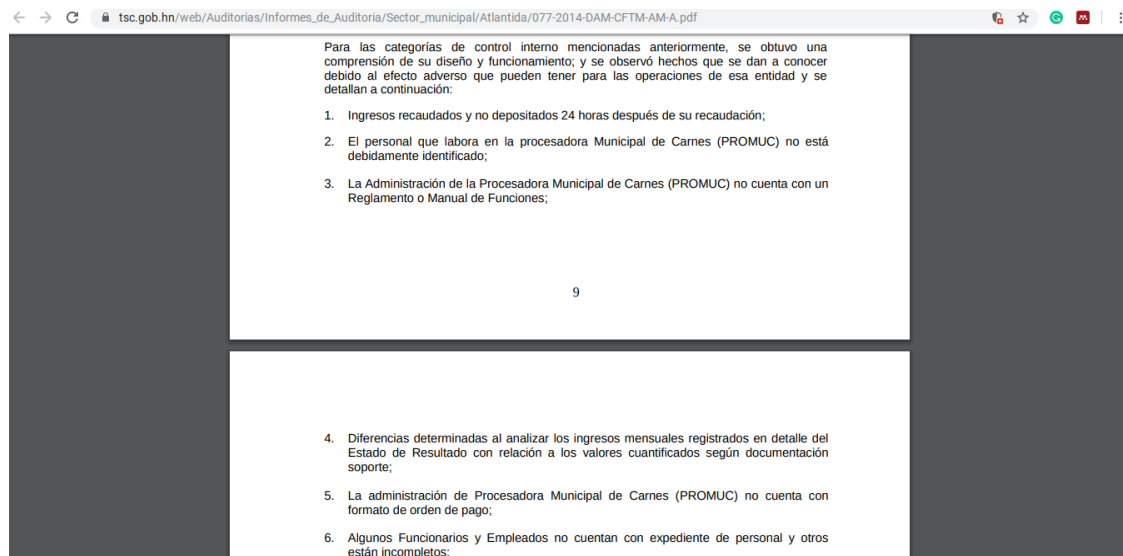 tsc.gob.hn/web/Auditorias/Informes_de_Auditoria/Sector_municipal/Atlantida/077-2014-DAM-CFTM-AM-A.pdf
Para las categorías de control interno mencionadas anteriormente, se obtuvo una
comprensión de su diseño y funcionamiento; y se observó hechos que se dan a conocer
debido al efecto adverso que pueden tener para las operaciones de esa entidad y se
detallan a continuación:
1. Ingresos recaudados y no depositados 24 horas después de su recaudación;
2. El personal que labora en la procesadora Municipal de Carnes (PROMUC) no está
debidamente identificado;
3. La Administración de la Procesadora Municipal de Carnes (PROMUC) no cuenta con un
Reglamento o Manual de Funciones;
9
4. Diferencias determinadas al analizar los ingresos mensuales registrados en detalle del
Estado de Resultado con relación a los valores cuantificados según documentación
soporte;
5. La administración de Procesadora Municipal de Carnes (PROMUC) no cuenta con
formato de orden de pago;
6. Algunos Funcionarios y Empleados no cuentan con expediente de personal y otros
están incompletos;